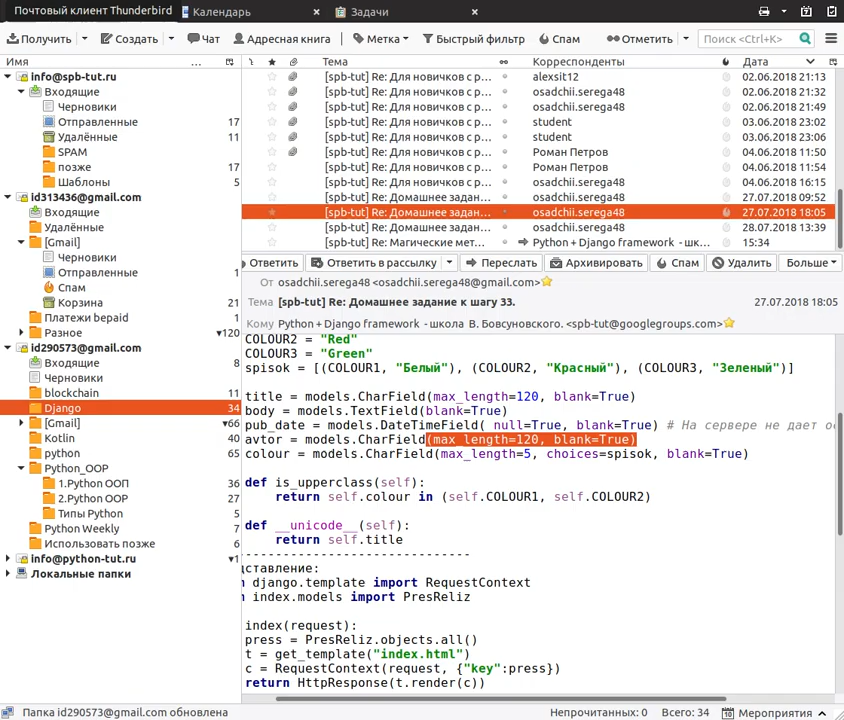 Почтовый клиент Thunderbird
Календарь ×
Задачи ×
Получить
Создать
Чат
Адресная книга
Метка
Быстрый фильтр
Спам
Отметить
Поиск <Ctrl+K>
Имя ...
info@spb-tut.ru
Входящие
Черновики
Отправленные 17
Удалённые 11
SPAM
позже 17
Шаблоны 5
id313436@gmail.com
Входящие
Удалённые
[Gmail]
Черновики
Отправленные 1
Спам
Корзина 21
Платежи bepaid 1
Разное ▾120
id290573@gmail.com
Входящие 8
Черновики
blockchain 11
Django 34
[Gmail] ▾66
Kotlin 40
python 65
Python_OOP
1.Python ООП 36
2.Python OOP 27
Типы Python 5
Python Weekly 7
Использовать позже 6
info@python-tut.ru ▾1
Локальные папки
Тема Корреспонденты Дата
[spb-tut] Re: Для новичков с р... alexsit12 02.06.2018 21:13
[spb-tut] Re: Для новичков с р... osadchii.serega48 02.06.2018 21:32
[spb-tut] Re: Для новичков с р... osadchii.serega48 02.06.2018 21:49
[spb-tut] Re: Для новичков с р... student 03.06.2018 23:02
[spb-tut] Re: Для новичков с р... student 03.06.2018 23:06
[spb-tut] Re: Для новичков с р... Роман Петров 04.06.2018 11:50
[spb-tut] Re: Для новичков с р... Роман Петров 04.06.2018 11:54
[spb-tut] Re: Для новичков с р... osadchii.serega48 04.06.2018 16:15
[spb-tut] Re: Домашнее задан... osadchii.serega48 27.07.2018 09:52
[spb-tut] Re: Домашнее задан... osadchii.serega48 27.07.2018 18:05
[spb-tut] Re: Домашнее задан... osadchii.serega48 28.07.2018 13:39
[spb-tut] Re: Магические мет... Python + Django framework - шк... 15:34
Ответить
Ответить в рассылку
Переслать
Архивировать
Спам
Удалить
Больше
От osadchii.serega48 <osadchii.serega48@gmail.com>
Тема [spb-tut] Re: Домашнее задание к шагу 33. 27.07.2018 18:05
Кому Python + Django framework - школа В. Бовсуновского. <spb-tut@googlegroups.com>
COLOUR2 = "Red"
COLOUR3 = "Green"
spisok = [(COLOUR1, "Белый"), (COLOUR2, "Красный"), (COLOUR3, "Зеленый")]
title = models.CharField(max_length=120, blank=True)
body = models.TextField(blank=True)
pub_date = models.DateTimeField( null=True, blank=True) # На сервере не дает о
avtor = models.CharField(max_length=120, blank=True)
colour = models.CharField(max_length=5, choices=spisok, blank=True)
def is_upperclass(self):
return self.colour in (self.COLOUR1, self.COLOUR2)
def __unicode__(self):
return self.title
------------------------------
дставление:
django.template import RequestContext
index.models import PresReliz
index(request):
press = PresReliz.objects.all()
t = get_template("index.html")
c = RequestContext(request, {"key":press})
return HttpResponse(t.render(c))
Папка id290573@gmail.com обновлена
Непрочитанных: 0
Всего: 34
Мероприятия